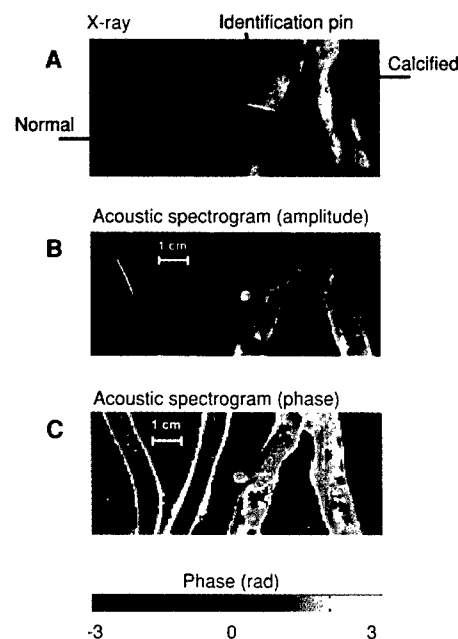 X-ray
Identification pin
A
Calcified
Normal
Acoustic spectrogram (amplitude)
B
1 cm
Acoustic spectrogram (phase)
C
1 cm
Phase (rad)
-3 0 3